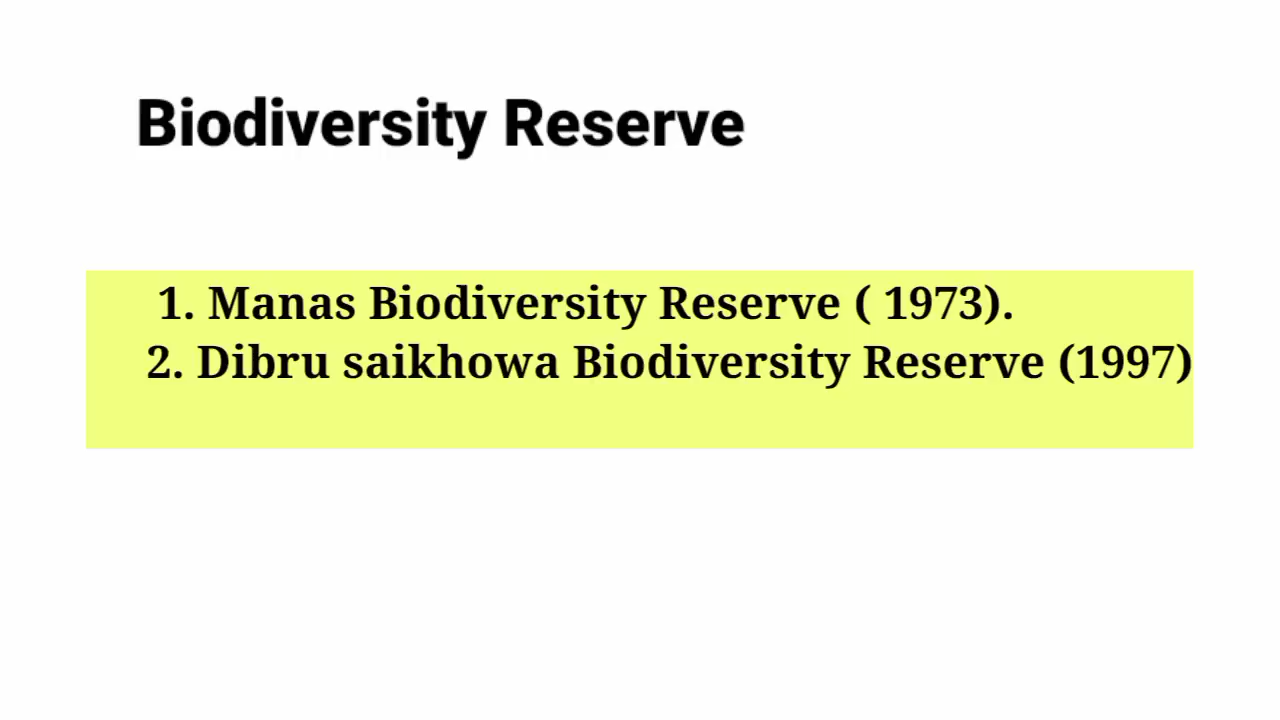 Biodiversity Reserve
1. Manas Biodiversity Reserve ( 1973).
2. Dibru saikhowa Biodiversity Reserve (1997)